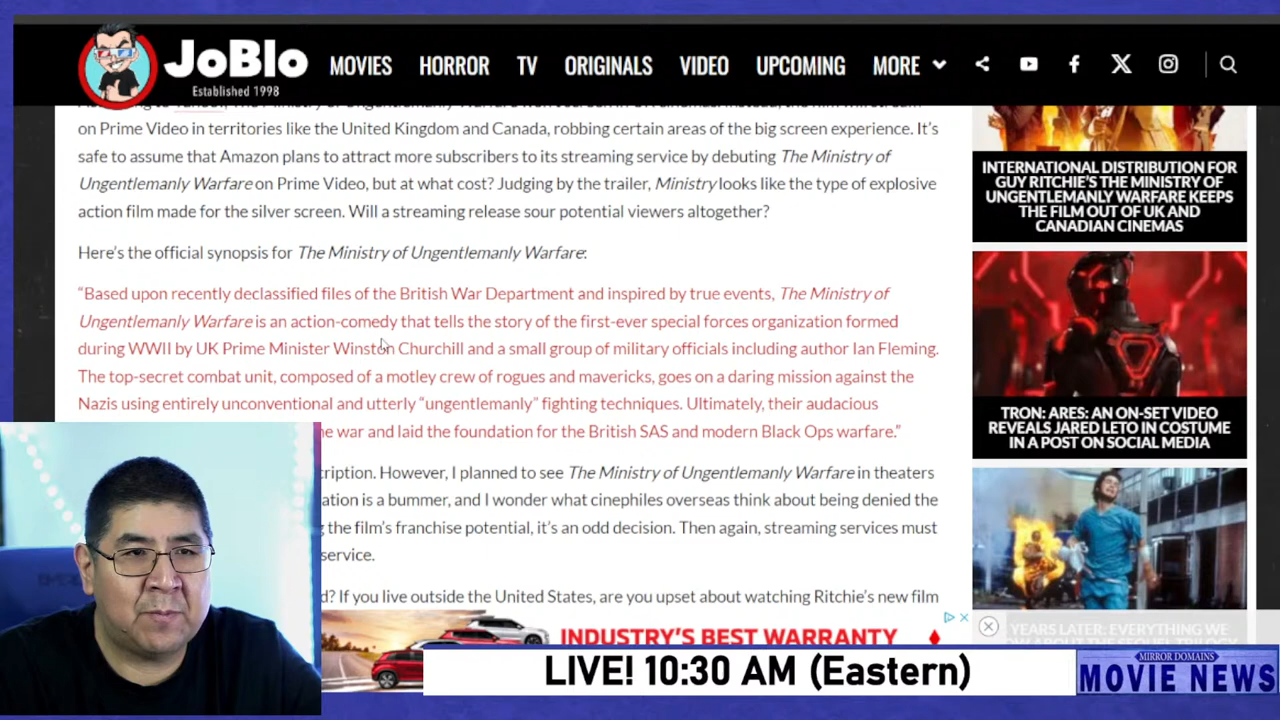 JoBlo
Established 1998
MOVIES HORROR TV ORIGINALS VIDEO UPCOMING MORE
on Prime Video in territories like the United Kingdom and Canada, robbing certain areas of the big screen experience. It's
safe to assume that Amazon plans to attract more subscribers to its streaming service by debuting The Ministry of
Ungentlemanly Warfare on Prime Video, but at what cost? Judging by the trailer, Ministry looks like the type of explosive
action film made for the silver screen. Will a streaming release sour potential viewers altogether?
Here's the official synopsis for The Ministry of Ungentlemanly Warfare:
"Based upon recently declassified files of the British War Department and inspired by true events, The Ministry of
Ungentlemanly Warfare is an action-comedy that tells the story of the first-ever special forces organization formed
during WWII by UK Prime Minister Winston Churchill and a small group of military officials including author Ian Fleming.
The top-secret combat unit, composed of a motley crew of rogues and mavericks, goes on a daring mission against the
Nazis using entirely unconventional and utterly "ungentlemanly" fighting techniques. Ultimately, their audacious
war and laid the foundation for the British SAS and modern Black Ops warfare."
However, I planned to see The Ministry of Ungentlemanly Warfare in theaters
is a bummer, and I wonder what cinephiles overseas think about being denied the
the film's franchise potential, it's an odd decision. Then again, streaming services must
service.
If you live outside the United States, are you upset about watching Ritchie's new film
INTERNATIONAL DISTRIBUTION FOR
GUY RITCHIE'S THE MINISTRY OF
UNGENTLEMANLY WARFARE KEEPS
THE FILM OUT OF UK AND
CANADIAN CINEMAS
TRON: ARES: AN ON-SET VIDEO
REVEALS JARED LETO IN COSTUME
IN A POST ON SOCIAL MEDIA
YEARS LATER: EVERYTHING WE
INDUSTRY'S BEST WARRANTY
LIVE! 10:30 AM (Eastern)
MIRROR DOMAINS
MOVIE NEWS